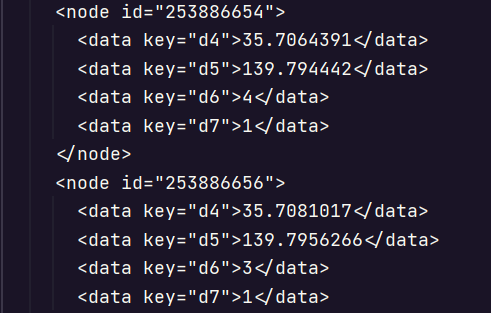 <node id="253886654">
<data key="d4">35.7064391</data>
<data key="d5">139.794442</data>
<data key="d6">4</data>
<data key="d7">1</data>
</node>
<node id="253886656">
<data key="d4">35.7081017</data>
<data key="d5">139.7956266</data>
<data key="d6">3</data>
<data key="d7">1</data>